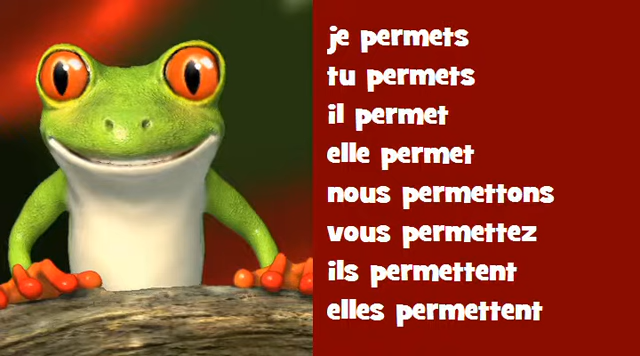 je permets
tu permets
il permet
elle permet
nous permettons
vous permettez
ils permettent
elles permettent